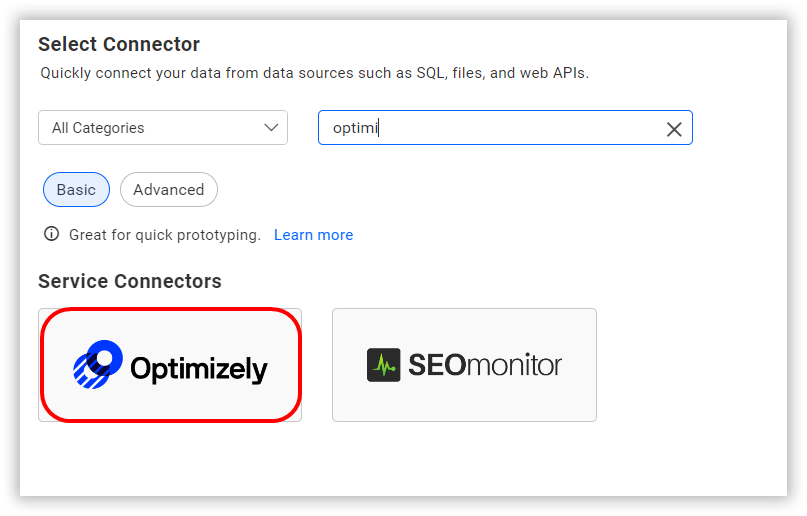 Select Connector
Quickly connect your data from data sources such as SQL, files, and web APIs.
All Categories
optimi
Basic
Advanced
Great for quick prototyping. Learn more
Service Connectors
Optimizely
SEOmonitor